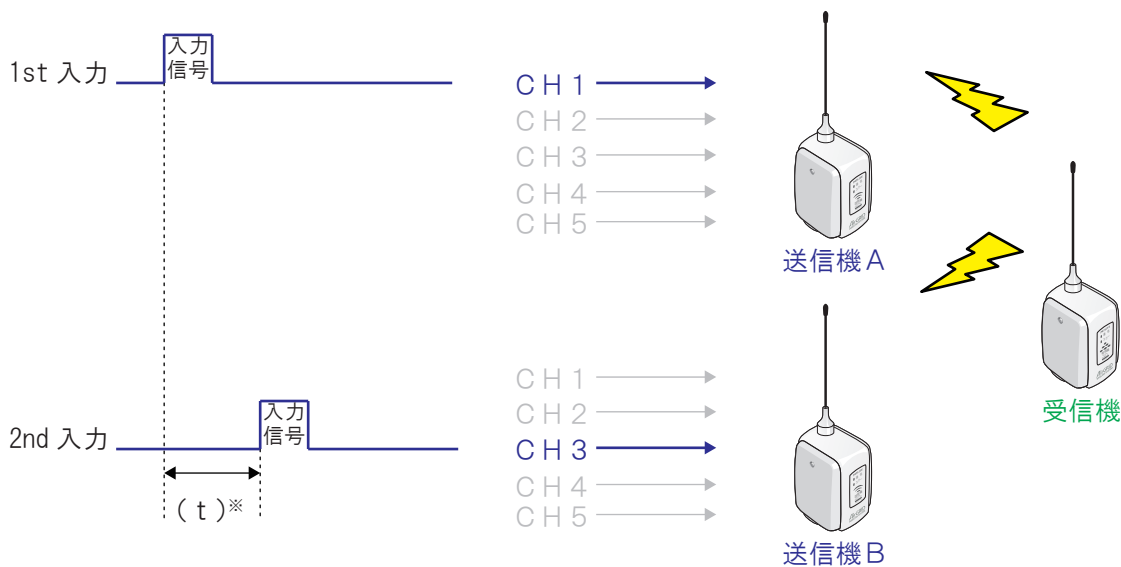 1st 入力
入力
信号
CH1
CH2
CH3
CH4
CH5
送信機A
2nd 入力
入力
信号
(t)※
CH1
CH2
CH3
CH4
CH5
送信機B
受信機